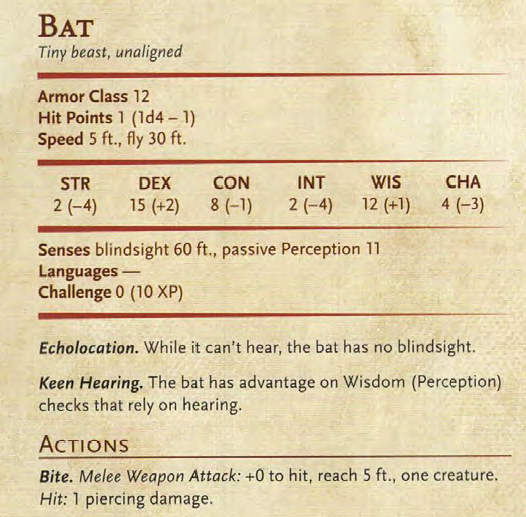 BAT
Tiny beast, unaligned
Armor Class 12
Hit Points 1 (1d4 – 1)
Speed 5 ft., fly 30 ft.
STR DEX CON INT WIS CHA
2 (–4) 15 (+2) 8 (–1) 2 (–4) 12 (+1) 4 (–3)
Senses blindsight 60 ft., passive Perception 11
Languages —
Challenge 0 (10 XP)
Echolocation. While it can't hear, the bat has no blindsight.
Keen Hearing. The bat has advantage on Wisdom (Perception)
checks that rely on hearing.
ACTIONS
Bite. Melee Weapon Attack: +0 to hit, reach 5 ft., one creature.
Hit: 1 piercing damage.